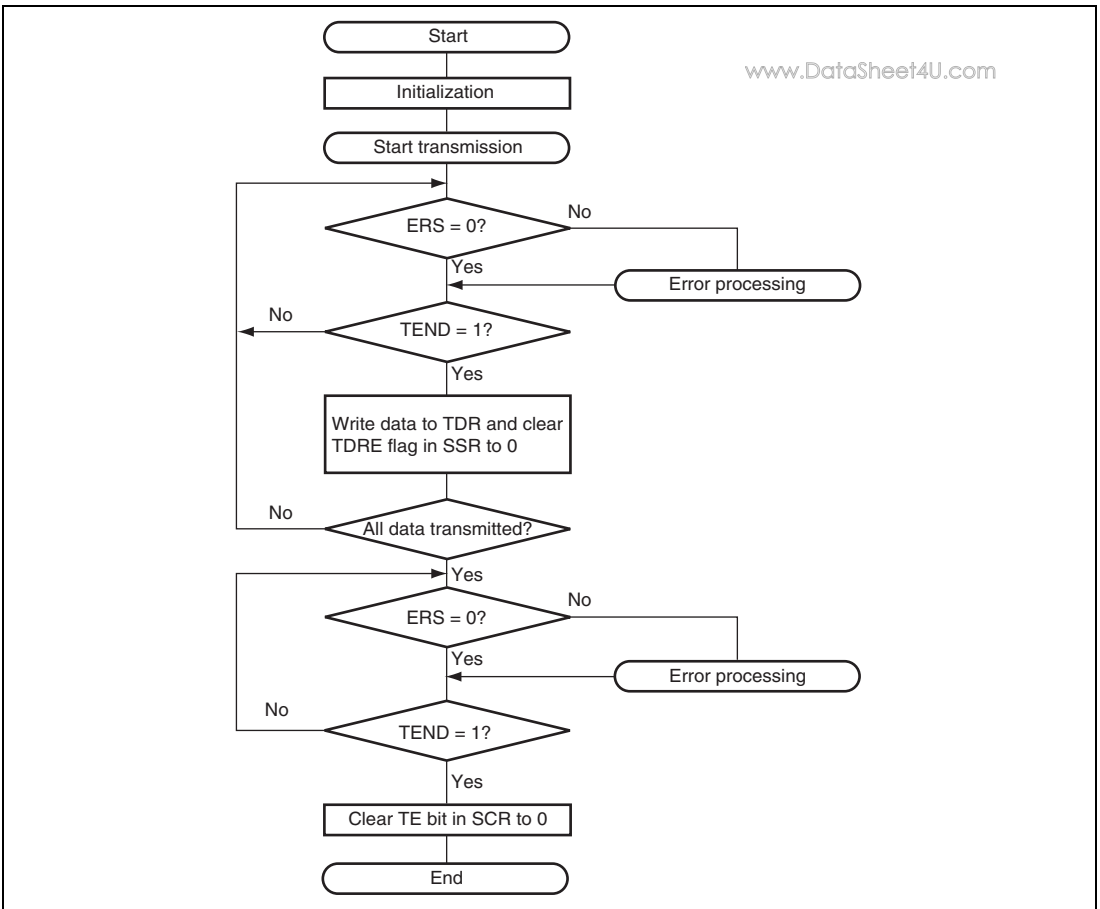 Start
www.DataSheet4U.com
Initialization
Start transmission
ERS = 0?
No
Yes
Error processing
No
TEND = 1?
Yes
Write data to TDR and clear
TDRE flag in SSR to 0
No
All data transmitted?
Yes
ERS = 0?
No
Yes
Error processing
No
TEND = 1?
Yes
Clear TE bit in SCR to 0
End